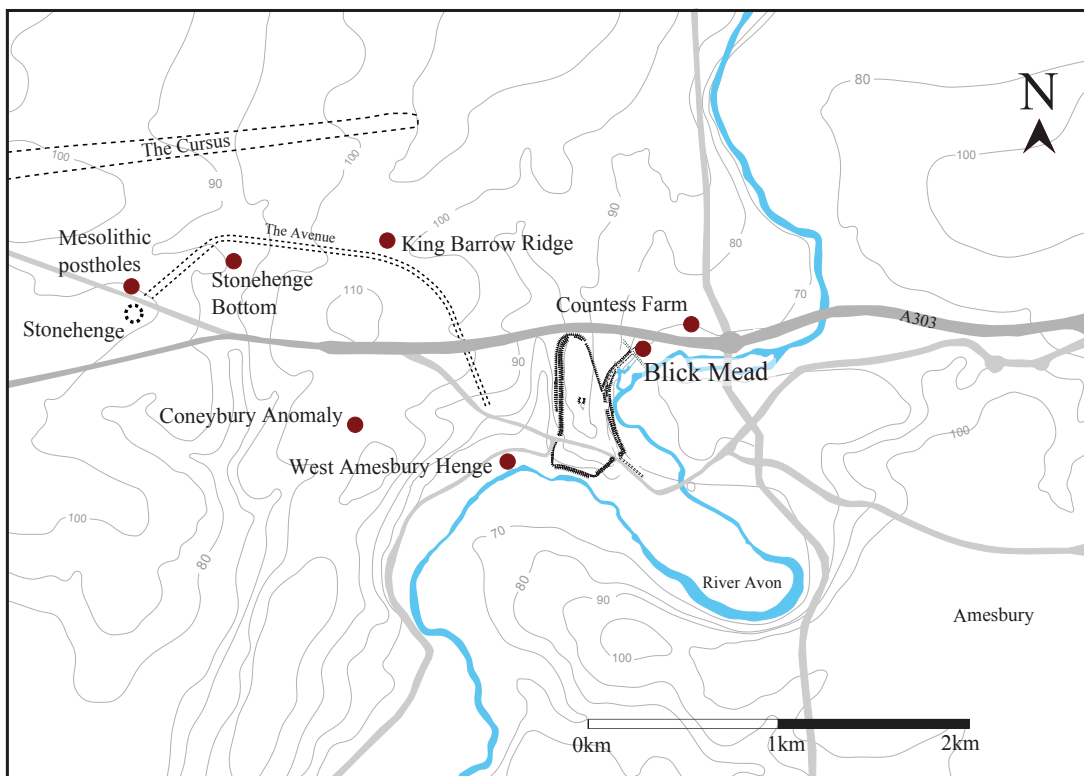 80
N
The Cursus
100
100
100
90
90
The Avenue
100
Mesolithic
postholes
King Barrow Ridge
80
Stonehenge
Bottom
110
70
Countess Farm
Stonehenge
A303
90
Blick Mead
Coneybury Anomaly
100
West Amesbury Henge
100
70
80
80
River Avon
90
Amesbury
100
0km
1km
2km